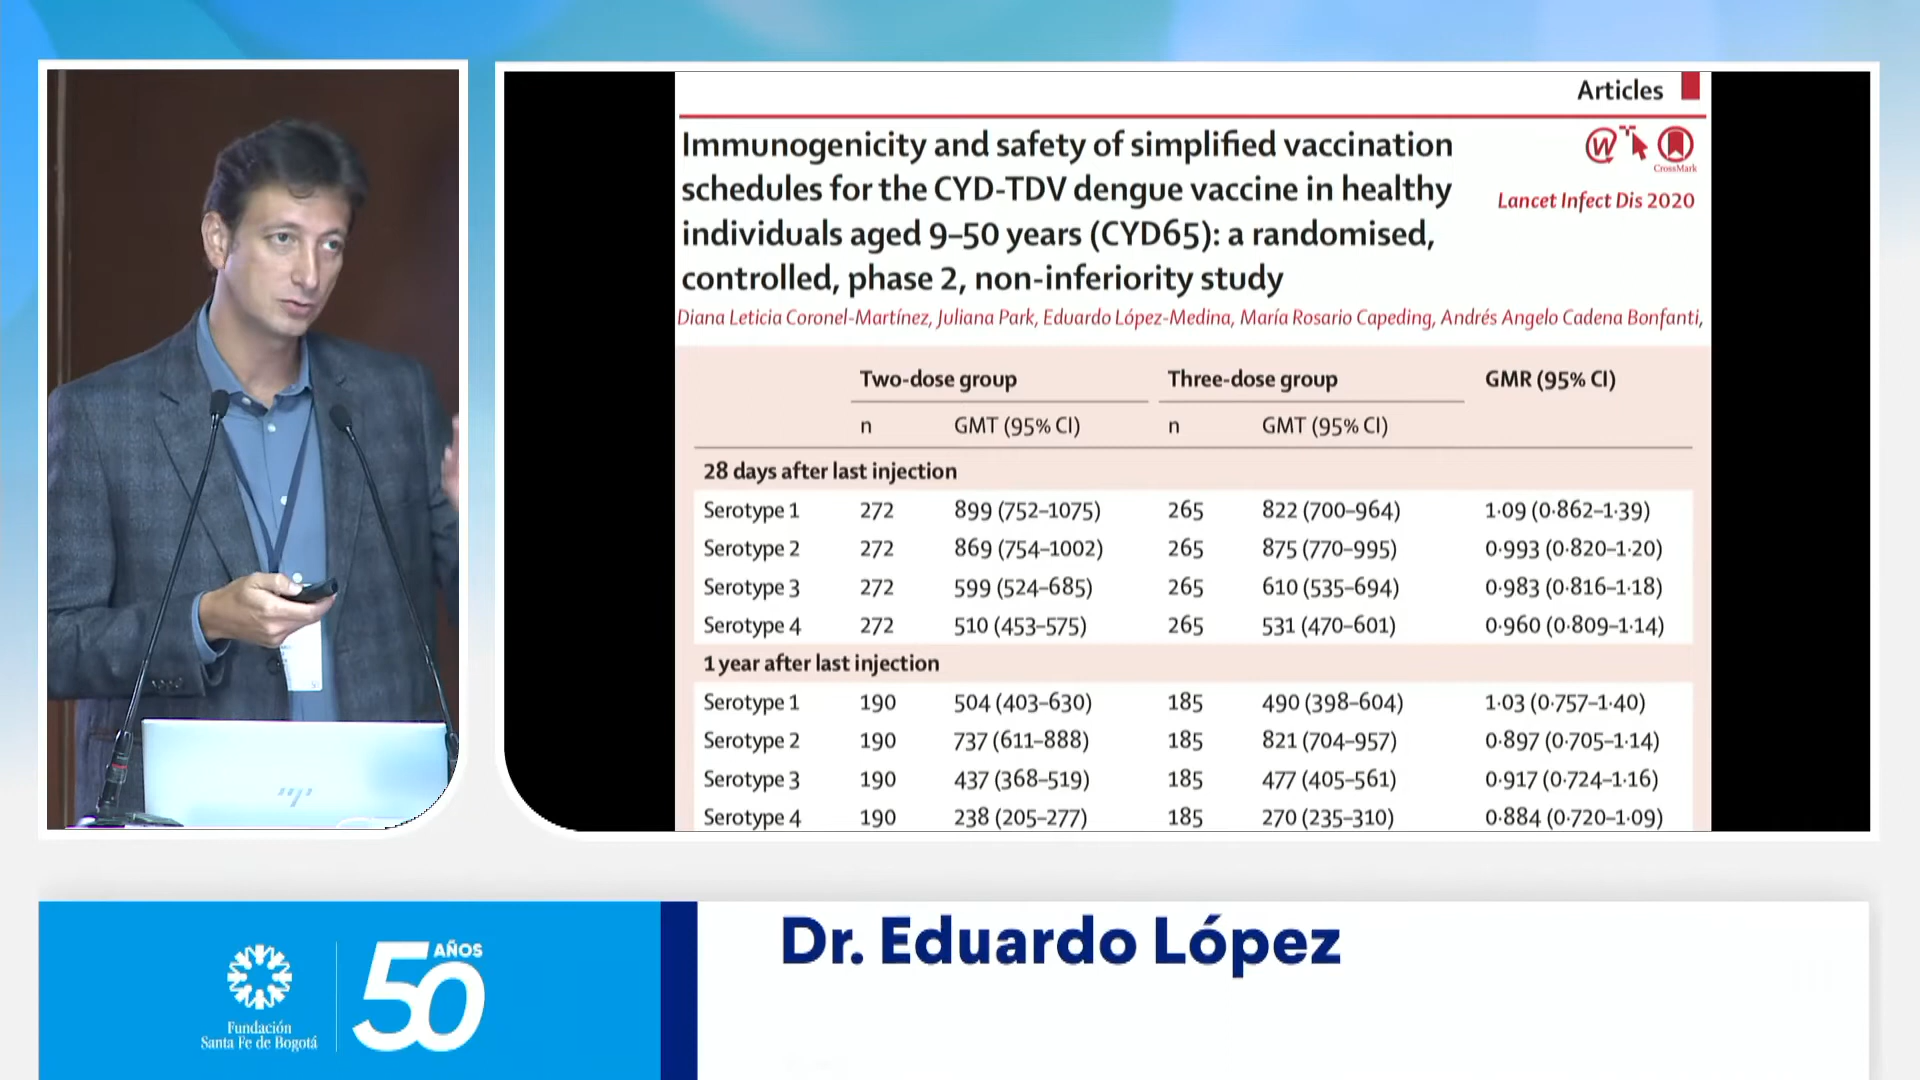 Articles
Immunogenicity and safety of simplified vaccination
schedules for the CYD-TDV dengue vaccine in healthy
individuals aged 9–50 years (CYD65): a randomised,
controlled, phase 2, non-inferiority study
CrossMark
Lancet Infect Dis 2020
Diana Leticia Coronel-Martínez, Juliana Park, Eduardo López-Medina, María Rosario Capeding, Andrés Angelo Cadena Bonfanti,
Two-dose group Three-dose group GMR (95% CI)
n GMT (95% CI) n GMT (95% CI)
28 days after last injection
Serotype 1 272 899 (752–1075) 265 822 (700–964) 1·09 (0·862–1·39)
Serotype 2 272 869 (754–1002) 265 875 (770–995) 0·993 (0·820–1·20)
Serotype 3 272 599 (524–685) 265 610 (535–694) 0·983 (0·816–1·18)
Serotype 4 272 510 (453–575) 265 531 (470–601) 0·960 (0·809–1·14)
1 year after last injection
Serotype 1 190 504 (403–630) 185 490 (398–604) 1·03 (0·757–1·40)
Serotype 2 190 737 (611–888) 185 821 (704–957) 0·897 (0·705–1·14)
Serotype 3 190 437 (368–519) 185 477 (405–561) 0·917 (0·724–1·16)
Serotype 4 190 238 (205–277) 185 270 (235–310) 0·884 (0·720–1·09)
hp
Fundación
Santa Fe de Bogotá
50 AÑOS
Dr. Eduardo López